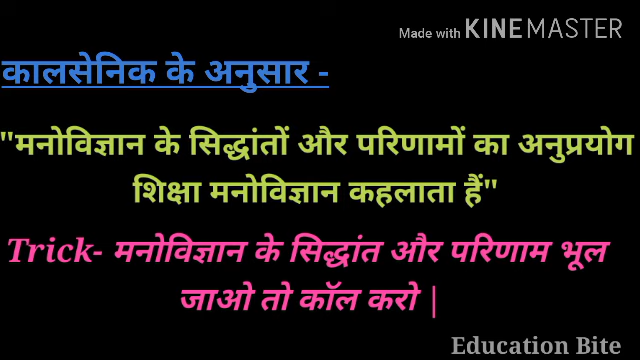 Made with KINEMASTER
कालसेनिक के अनुसार -
"मनोविज्ञान के सिद्धांतों और परिणामों का अनुप्रयोग
शिक्षा मनोविज्ञान कहलाता हैं"
Trick- मनोविज्ञान के सिद्धांत और परिणाम भूल
जाओ तो कॉल करो |
Education Bite